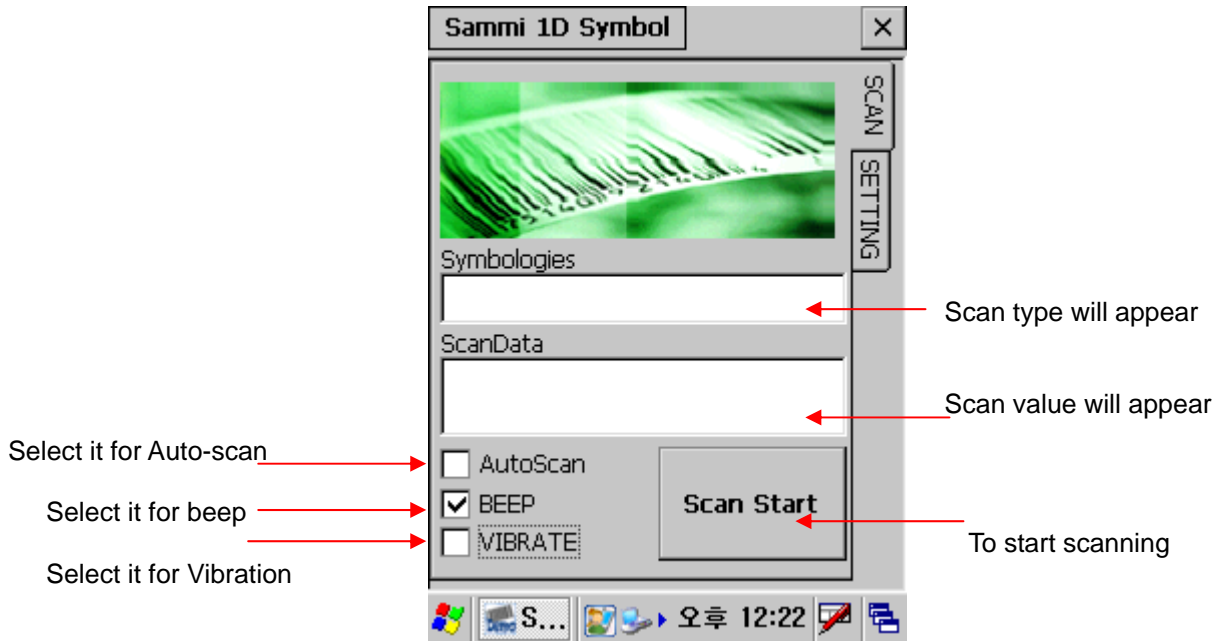 Sammi 1D Symbol
SCAN
SETTING
Symbologies
Scan type will appear
ScanData
Scan value will appear
Select it for Auto-scan
AutoScan
Select it for beep
BEEP
Scan Start
To start scanning
VIBRATE
Select it for Vibration
S...
오후 12:22